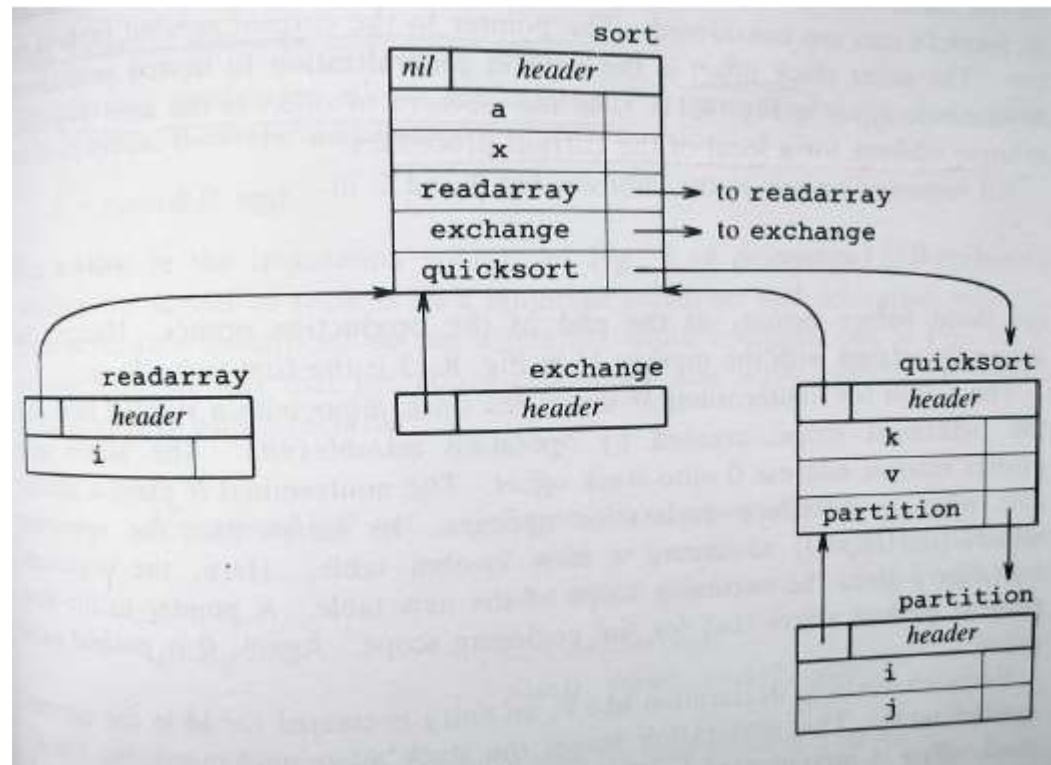 sort
nil header
a
x
readarray to readarray
exchange to exchange
quicksort
readarray
header
i
exchange
header
quicksort
header
k
v
partition
partition
header
i
j